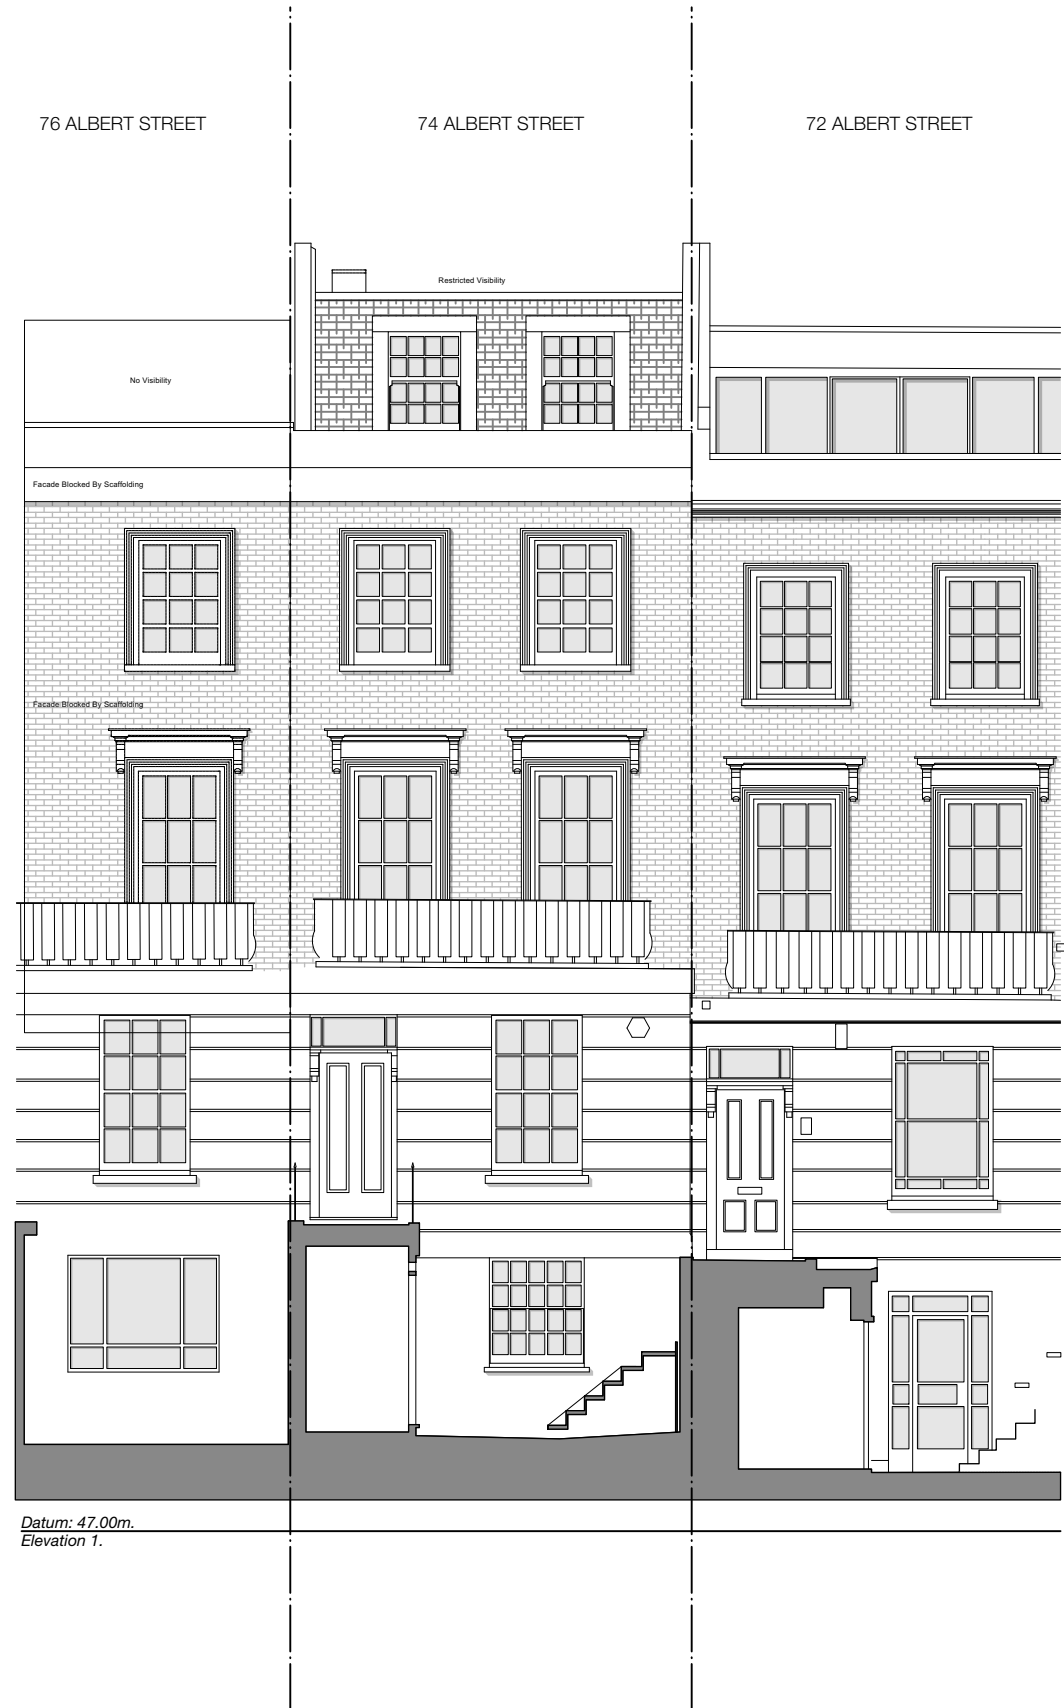 76 ALBERT STREET
74 ALBERT STREET
72 ALBERT STREET
Restricted Visibility
No Visibility
Facade Blocked By Scaffolding
Facade Blocked By Scaffolding
Datum: 47.00m.
Elevation 1.